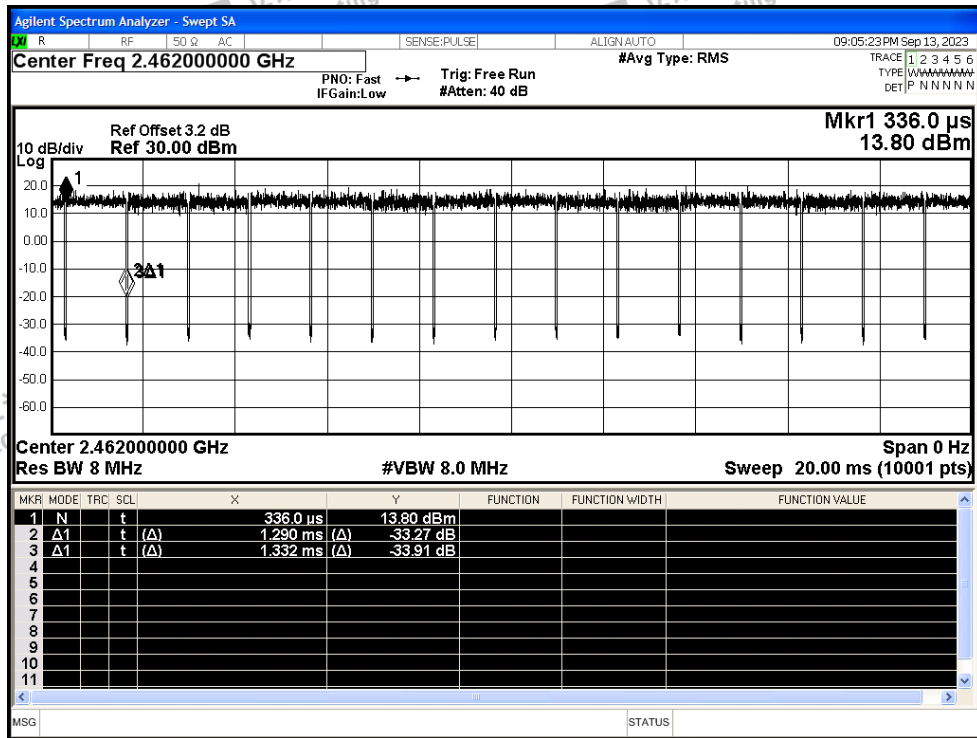 Agilent Spectrum Analyzer - Swept SA
LXI R RF 50 Ω AC SENSE:PULSE ALIGN AUTO 09:05:23 PM Sep 13, 2023
Center Freq 2.462000000 GHz #Avg Type: RMS TRACE 1 2 3 4 5 6
PNO: Fast Trig: Free Run TYPE WWWWWW
IFGain:Low #Atten: 40 dB DET P N N N N N
Mkr1 336.0 µs
Ref Offset 3.2 dB
10 dB/div Ref 30.00 dBm 13.80 dBm
Log
1
20.0
10.0
0.00
-10.0
3Δ1
-20.0
-30.0
-40.0
-50.0
-60.0
Center 2.462000000 GHz Span 0 Hz
Res BW 8 MHz #VBW 8.0 MHz Sweep 20.00 ms (10001 pts)
MKR MODE TRC SCL X Y FUNCTION FUNCTION WIDTH FUNCTION VALUE
1 N t 336.0 µs 13.80 dBm
2 Δ1 t (Δ) 1.290 ms (Δ) -33.27 dB
3 Δ1 t (Δ) 1.332 ms (Δ) -33.91 dB
4
5
6
7
8
9
10
11
MSG STATUS